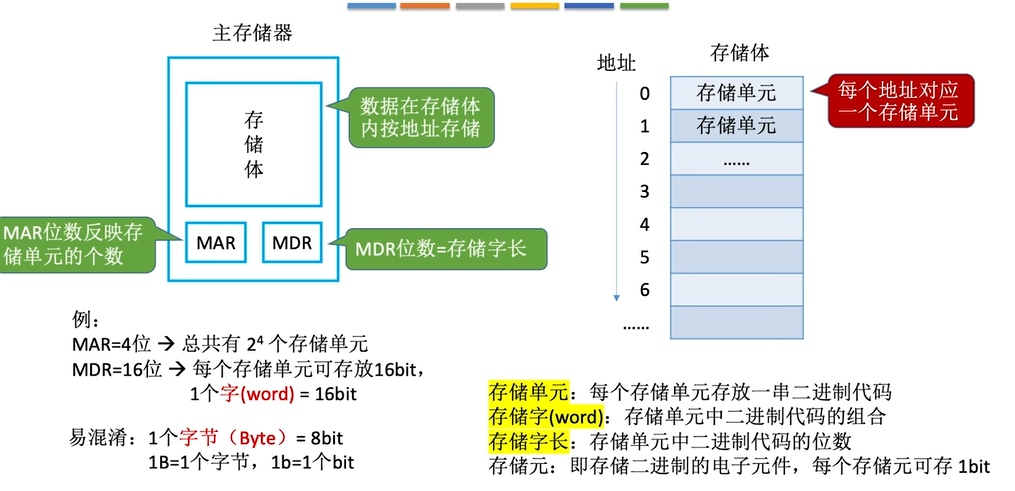 主存储器
存储体
数据在存储体
内按地址存储
MAR位数反映存
储单元的个数
MAR
MDR
MDR位数=存储字长
地址
存储体
0
存储单元
1
存储单元
2
......
3
4
5
6
......
每个地址对应
一个存储单元
例：
MAR=4位 → 总共有 2⁴ 个存储单元
MDR=16位 → 每个存储单元可存放16bit，
1个字(word) = 16bit
易混淆：1个字节（Byte）= 8bit
1B=1个字节，1b=1个bit
存储单元：每个存储单元存放一串二进制代码
存储字(word)：存储单元中二进制代码的组合
存储字长：存储单元中二进制代码的位数
存储元：即存储二进制的电子元件，每个存储元可存 1bit